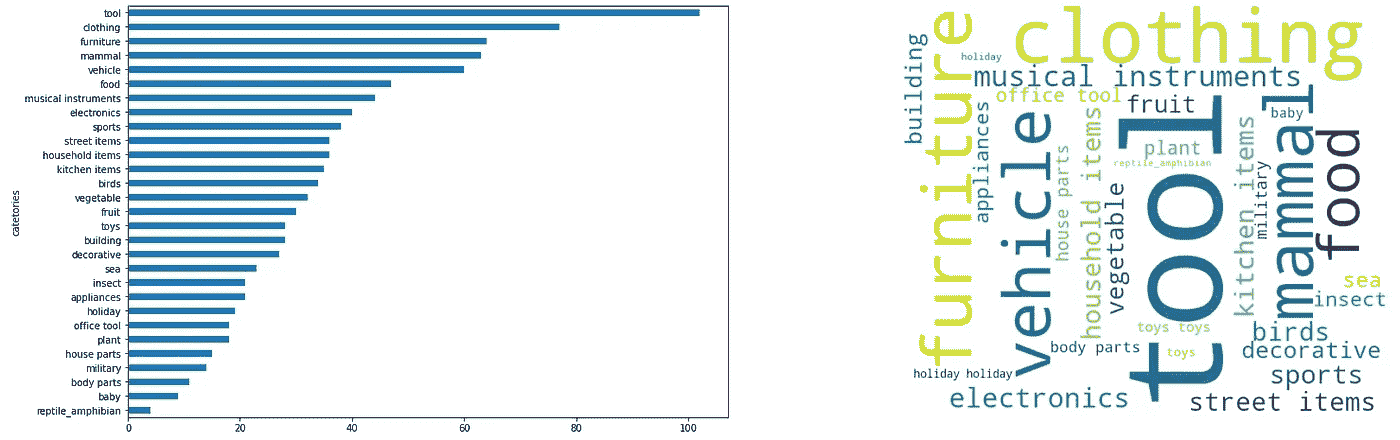 tool
clothing
furniture
mammal
vehicle
food
musical instruments
electronics
sports
street items
household items
kitchen items
birds
vegetable
fruit
toys
building
decorative
sea
insect
appliances
holiday
office tool
plant
house parts
military
body parts
baby
reptile_amphibian
catetories
0 20 40 60 80 100
clothing
furniture
building
holiday
musical instruments
office tool
fruit
baby
appliances
vehicle
house parts
household items
vegetable
tool
plant
reptile_amphibian
kitchen items
military
mammal
food
sea
insect
toys toys
toys
birds
body parts
decorative
holiday holiday
sports
electronics
street items